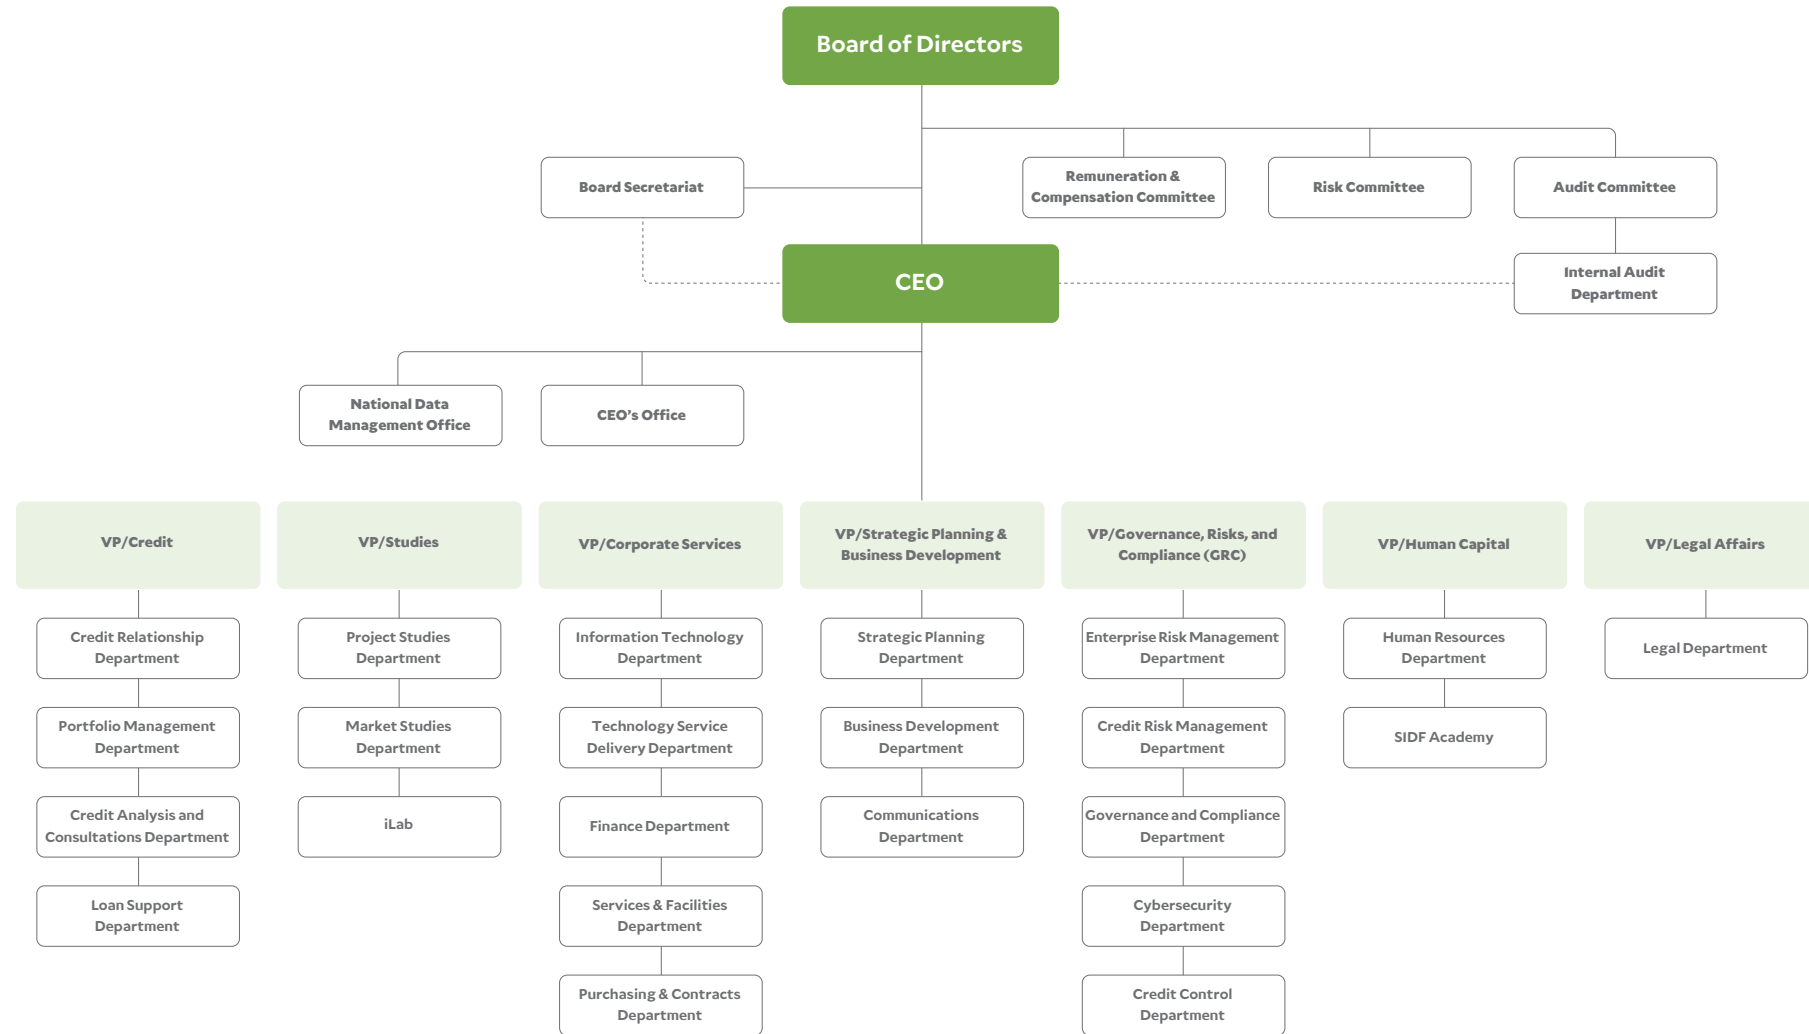 Board of Directors
Board Secretariat
Remuneration &
Compensation Committee
Risk Committee
Audit Committee
CEO
Internal Audit
Department
National Data
Management Office
CEO's Office
VP/Credit
VP/Studies
VP/Corporate Services
VP/Strategic Planning &
Business Development
VP/Governance, Risks, and
Compliance (GRC)
VP/Human Capital
VP/Legal Affairs
Credit Relationship
Department
Project Studies
Department
Information Technology
Department
Strategic Planning
Department
Enterprise Risk Management
Department
Human Resources
Department
Legal Department
Portfolio Management
Department
Market Studies
Department
Technology Service
Delivery Department
Business Development
Department
Credit Risk Management
Department
SIDF Academy
Credit Analysis and
Consultations Department
iLab
Finance Department
Communications
Department
Governance and Compliance
Department
Loan Support
Department
Services & Facilities
Department
Cybersecurity
Department
Purchasing & Contracts
Department
Credit Control
Department